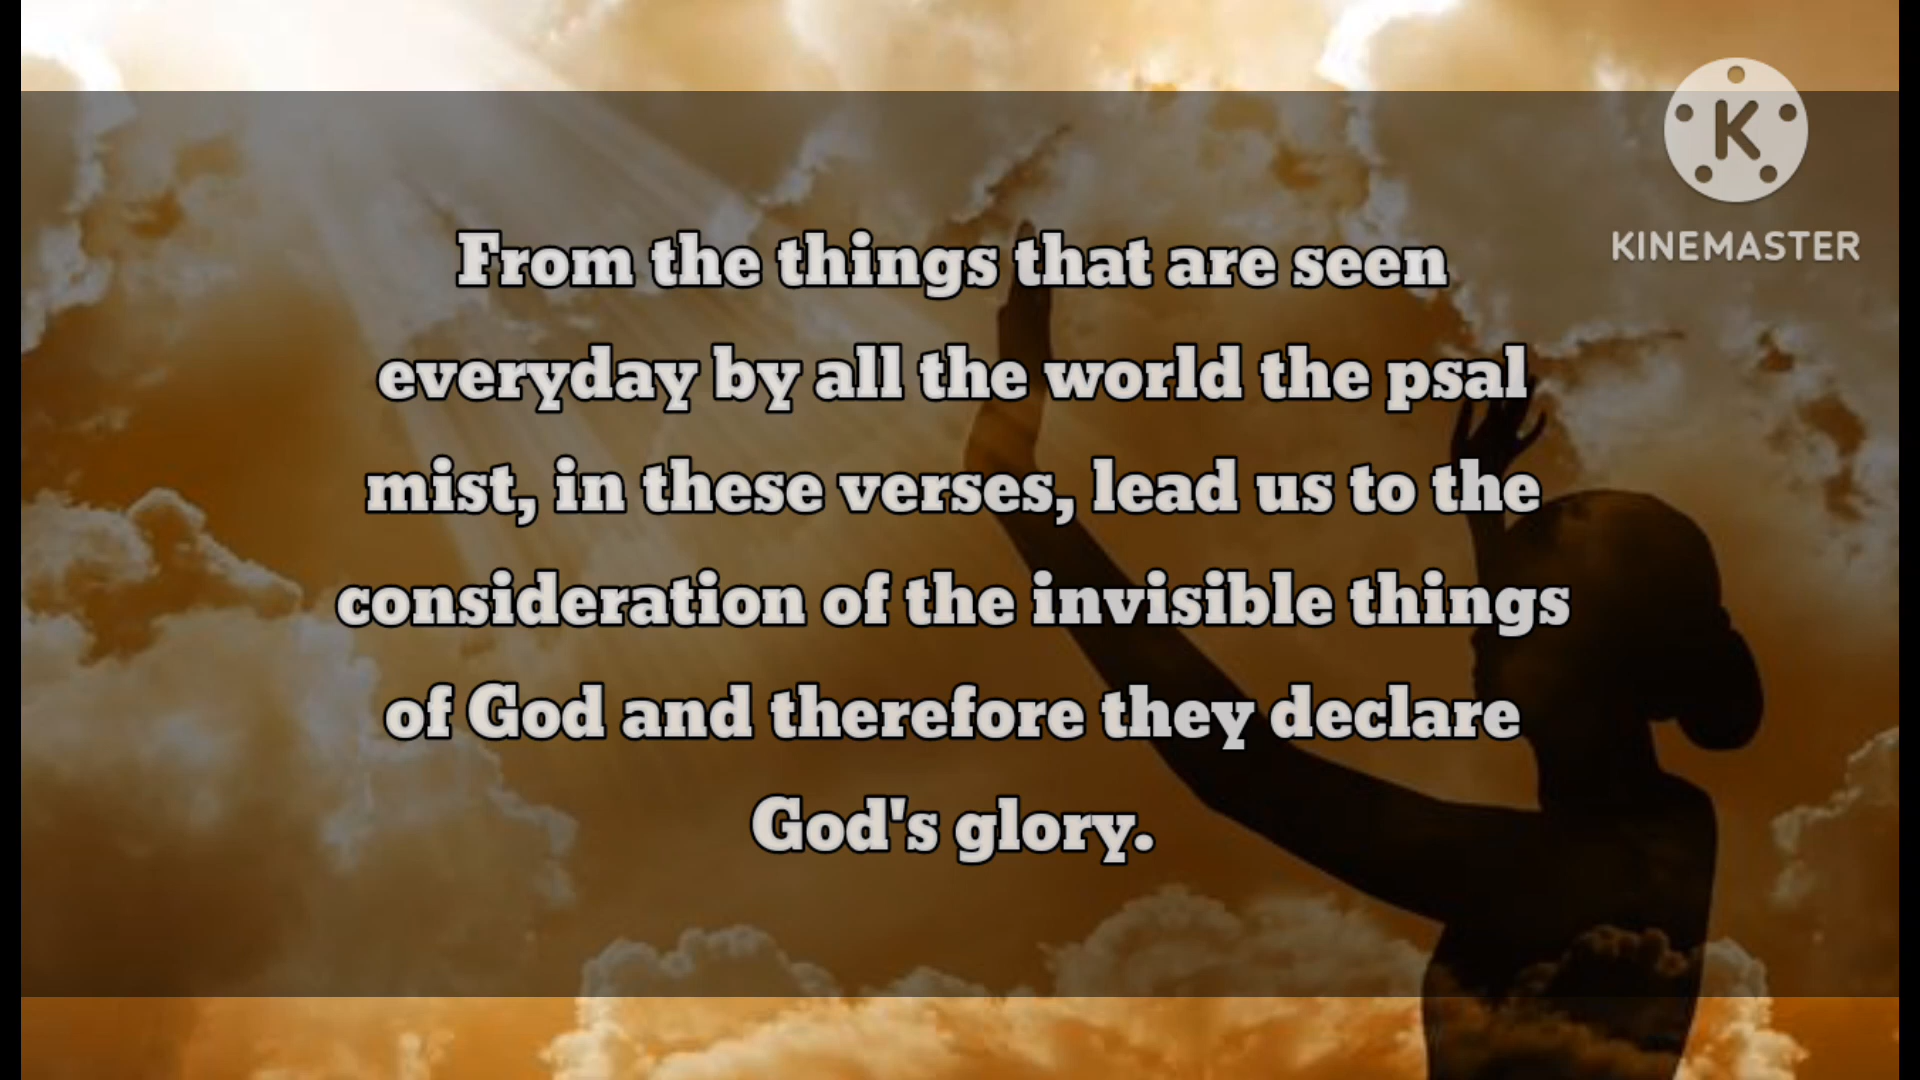 From the things that are seen
everyday by all the world the psal
mist, in these verses, lead us to the
consideration of the invisible things
of God and therefore they declare
God's glory.
K
KINEMASTER